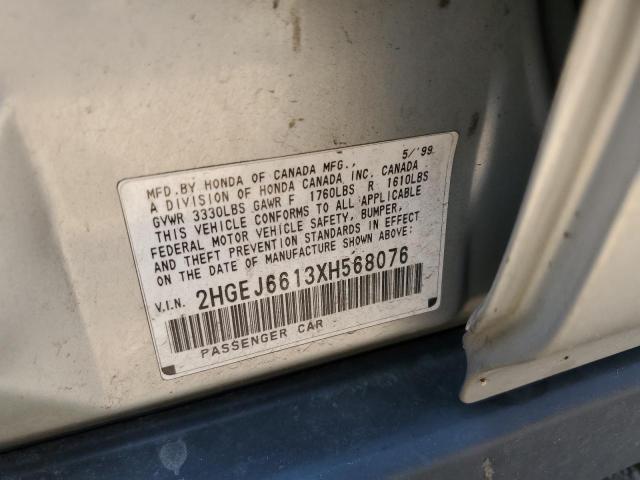 MFD.BY HONDA OF CANADA MFG., 5/'99
A DIVISION OF HONDA CANADA INC. CANADA
GVWR 3330LBS GAWR F 1760LBS R 1610LBS
THIS VEHICLE CONFORMS TO ALL APPLICABLE
FEDERAL MOTOR VEHICLE SAFETY, BUMPER,
AND THEFT PREVENTION STANDARDS IN EFFECT
ON THE DATE OF MANUFACTURE SHOWN ABOVE:
V.I.N. 2HGEJ6613XH568076
PASSENGER CAR